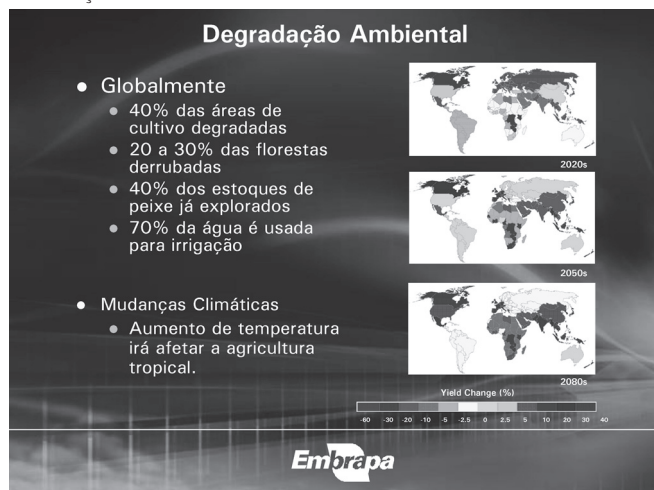 Degradação Ambiental
● Globalmente
● 40% das áreas de
cultivo degradadas
● 20 a 30% das florestas
derrubadas
● 40% dos estoques de
peixe já explorados
● 70% da água é usada
para irrigação
● Mudanças Climáticas
● Aumento de temperatura
irá afetar a agricultura
tropical.
2020s
2050s
2080s
Yield Change (%)
-60 -30 -20 -10 -5 -2.5 0 2.5 5 10 20 30 40
Embrapa